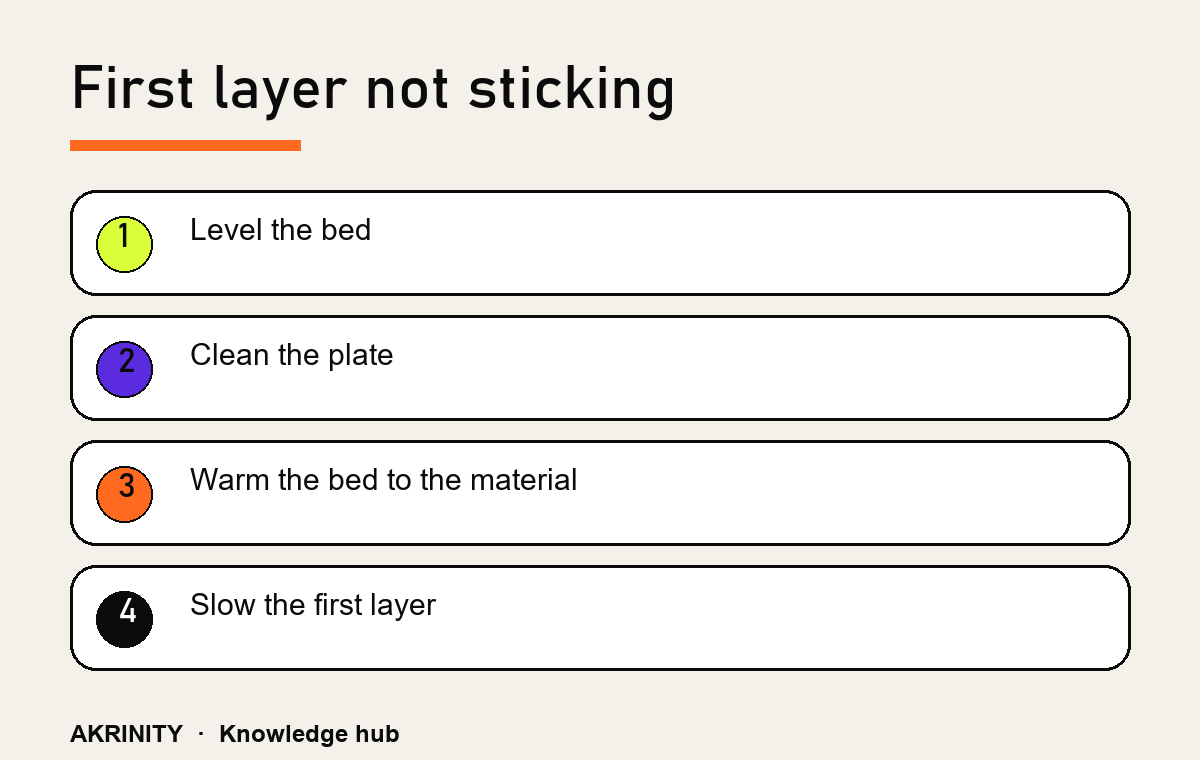 First layer not sticking
1 Level the bed
2 Clean the plate
3 Warm the bed to the material
4 Slow the first layer
AKRINITY · Knowledge hub